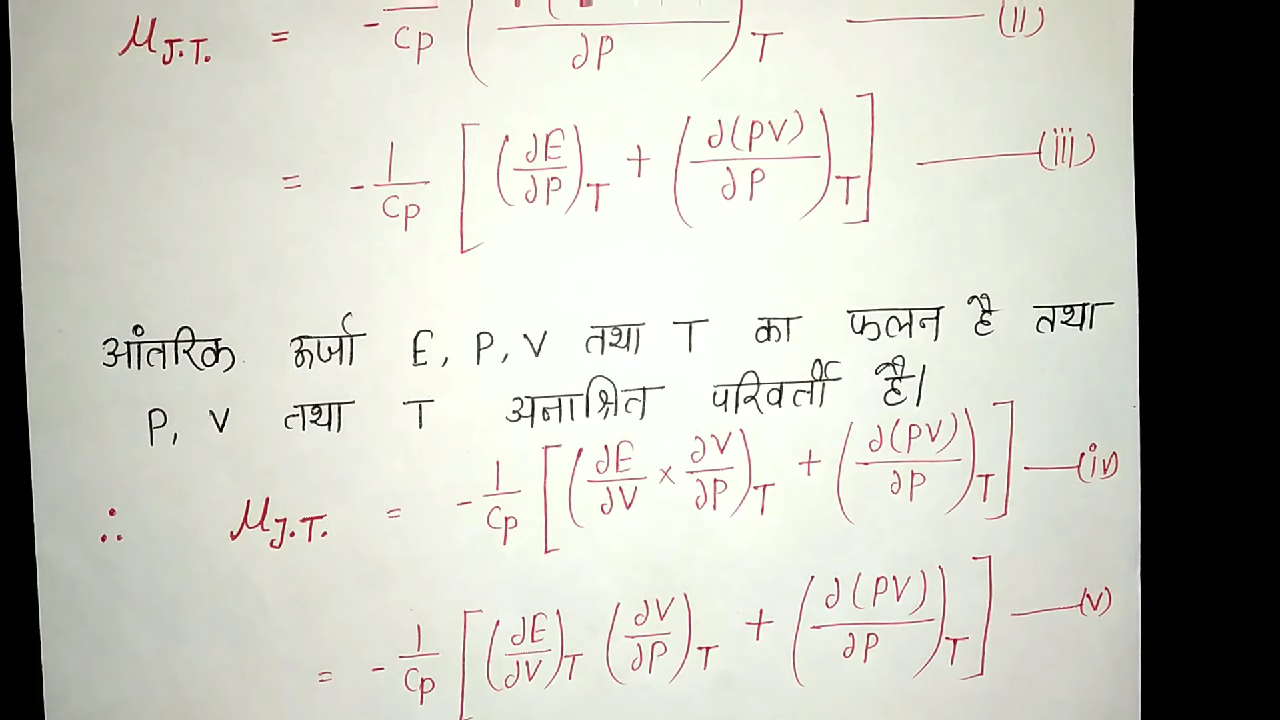 μJ.T. = - /Cp ( /∂P)T ——— (ii)
= -1/Cp [(∂E/∂P)T + (∂(PV)/∂P)T] ——— (iii)
आंतरिक ऊर्जा E, P, V तथा T का फलन है तथा
P, V तथा T अनाश्रित परिवर्ती है।
∴ μJ.T. = -1/Cp [(∂E/∂V × ∂V/∂P)T + (∂(PV)/∂P)T] —(iv)
= -1/Cp [(∂E/∂V)T (∂V/∂P)T + (∂(PV)/∂P)T] —(v)